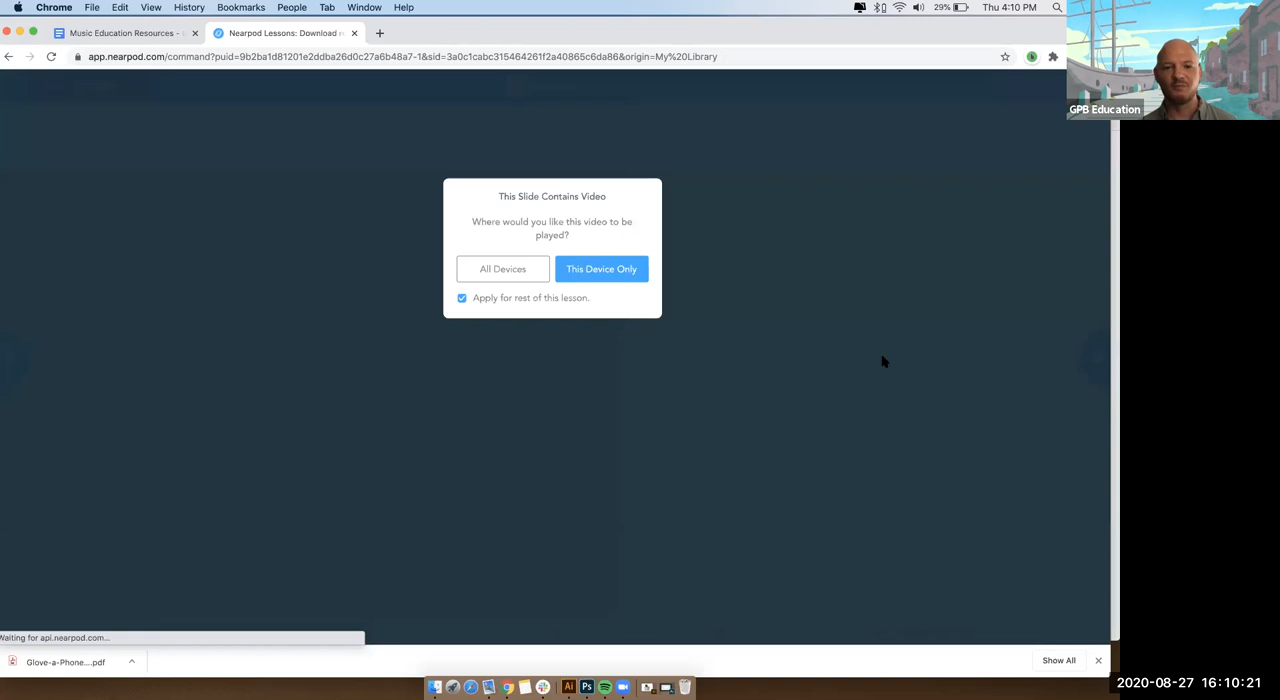 Chrome File Edit View History Bookmarks People Tab Window Help 29% Thu 4:10 PM
Music Education Resources - Nearpod Lessons: Download r
app.nearpod.com/command?puid=9b2ba1d81201e2ddba26d0c27a6b48a7-1&sid=3a0c1cabc315464261f2a40865c6da86&origin=My%20Library
GPB Education
This Slide Contains Video
Where would you like this video to be
played?
All Devices This Device Only
Apply for rest of this lesson.
Waiting for api.nearpod.com...
Glove-a-Phone....pdf Show All
Ai Ps
2020-08-27 16:10:21